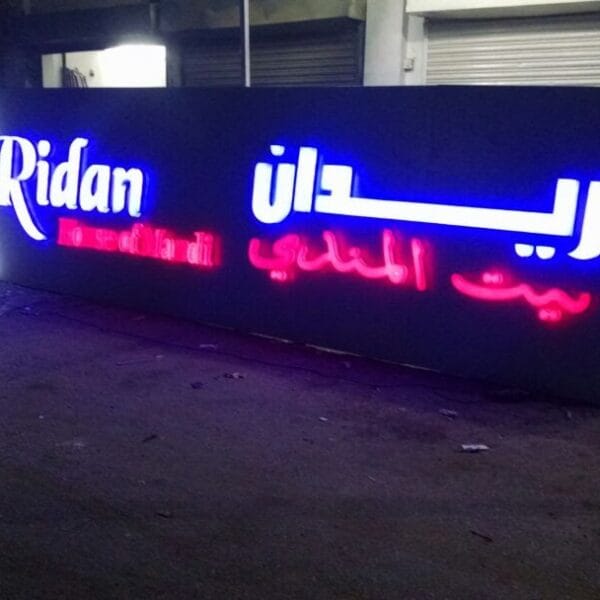 Ridan
House of Mandi
ريدان
بيت المندي